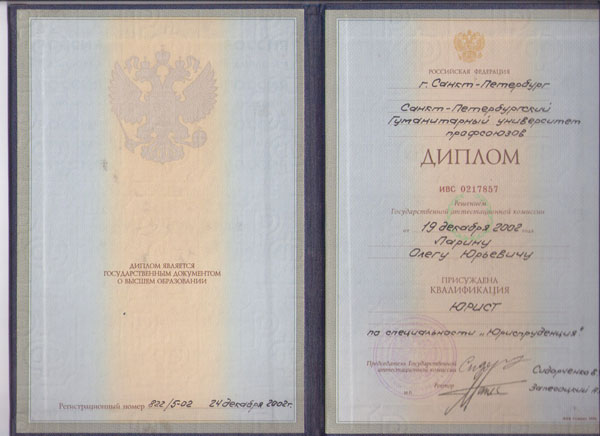 ДИПЛОМ ЯВЛЯЕТСЯ
ГОСУДАРСТВЕННЫМ ДОКУМЕНТОМ
О ВЫСШЕМ ОБРАЗОВАНИИ
Регистрационный номер 822/5-02 24 декабря 2002г.
РОССИЙСКАЯ ФЕДЕРАЦИЯ
г. Санкт-Петербург
Санкт-Петербургский
Гуманитарный университет
профсоюзов
ДИПЛОМ
ИВС 0217857
Решением
Государственной аттестационной комиссии
от 19 декабря 2002 года
Ларину
Олегу Юрьевичу
ПРИСУЖДЕНА
КВАЛИФИКАЦИЯ
ЮРИСТ
по специальности „Юриспруденция"
Председатель Государственной
аттестационной комиссии
Ректор
М.П.